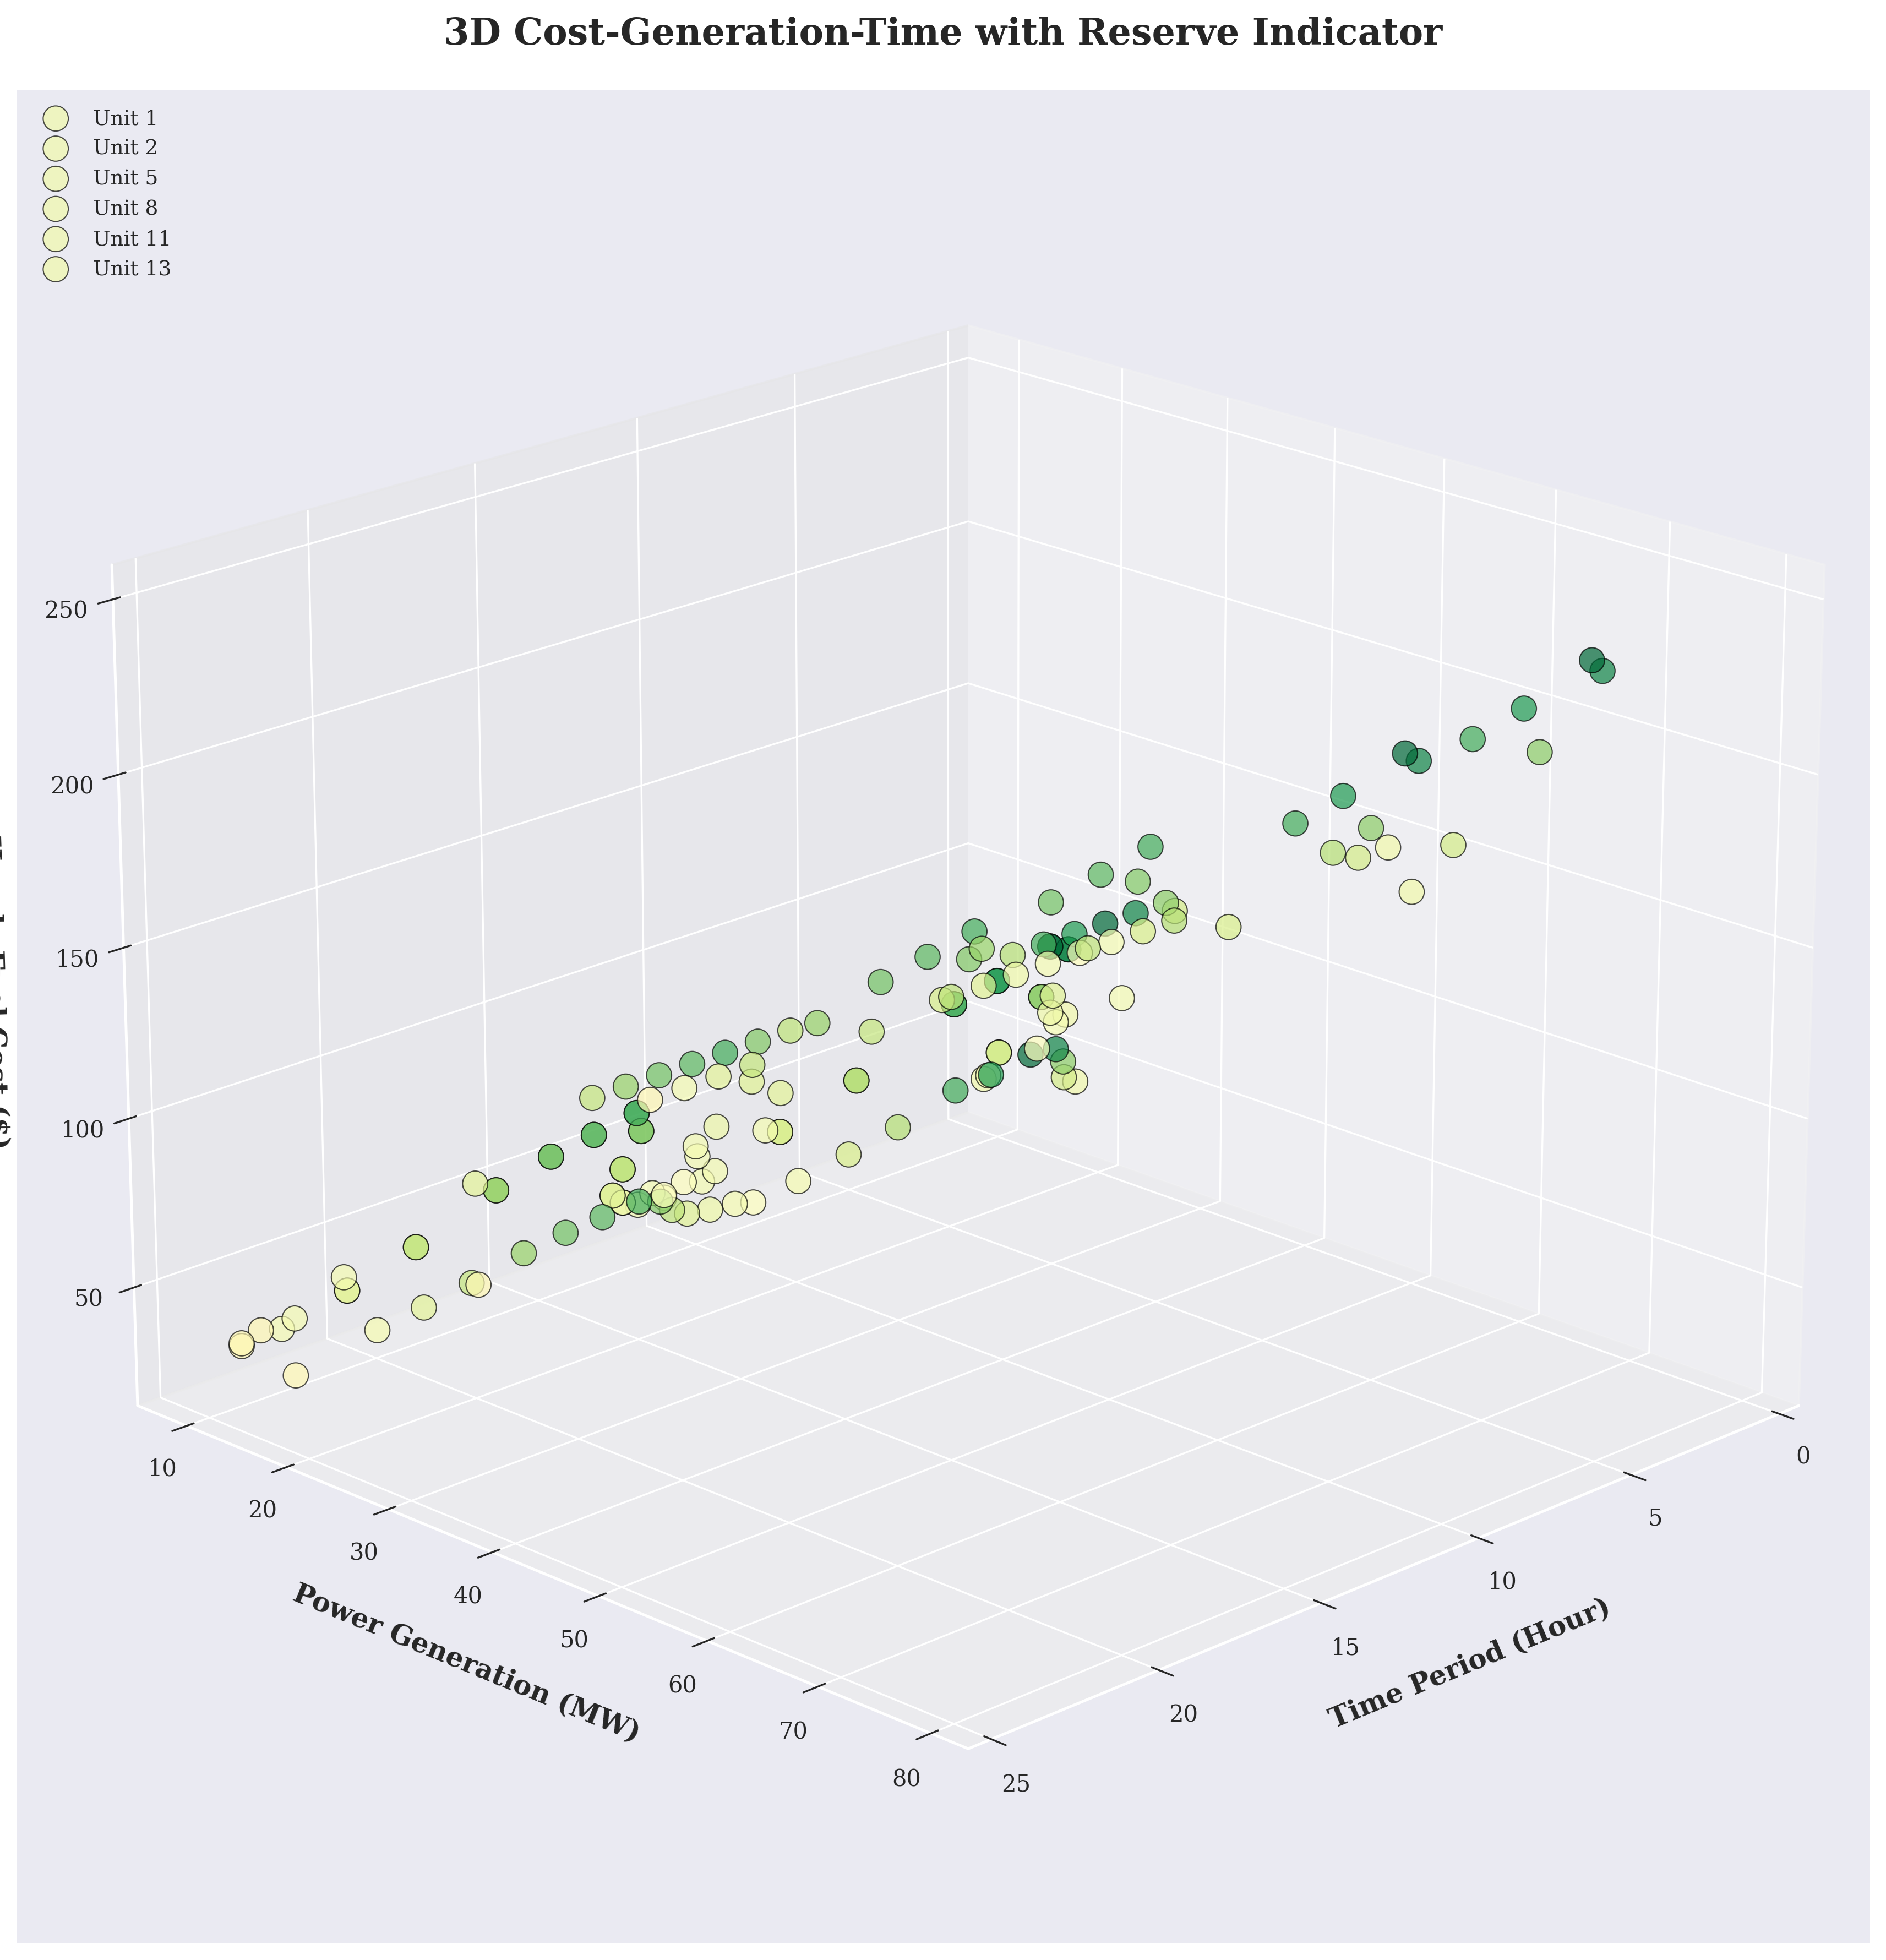 3D Cost-Generation-Time with Reserve Indicator
Unit 1
Unit 2
Unit 5
Unit 8
Unit 11
Unit 13
250
200
150
100
50
10
20
30
40
50
60
70
80
0
5
10
15
20
25
Power Generation (MW)
Time Period (Hour)